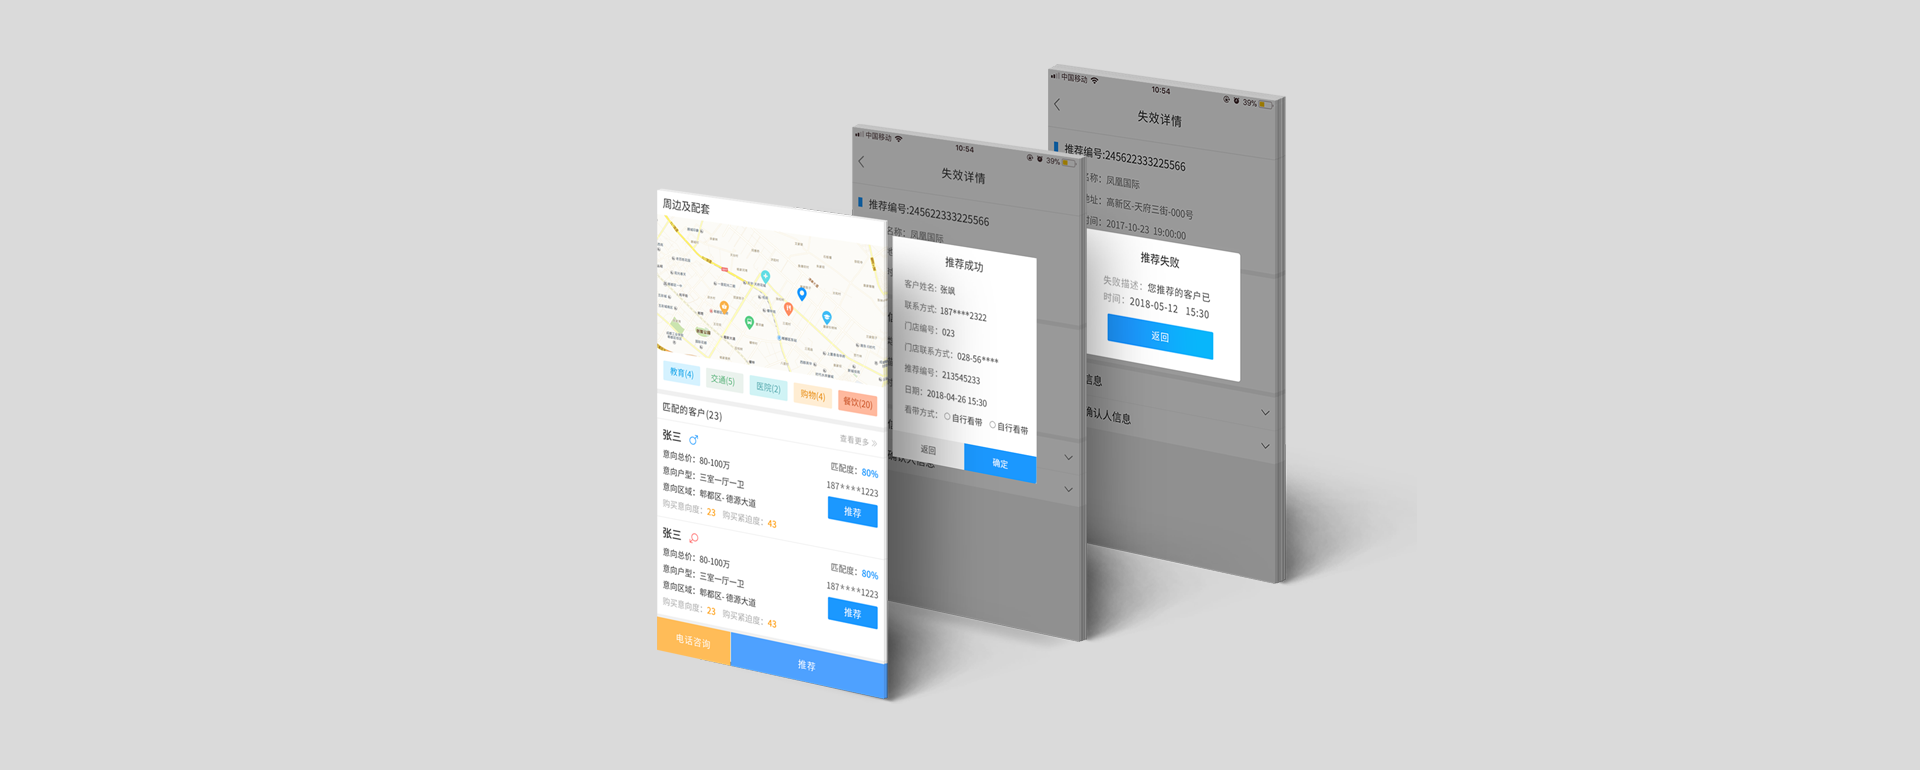 周边及配套
教育(4)
交通(5)
医院(2)
购物(4)
餐饮(20)
匹配的客户(23)
张三
查看更多
意向总价：80-100万
匹配度：80%
意向户型：三室一厅一卫
187****1223
意向区域：郫都区-德源大道
推荐
购买意向度：23 购买紧迫度：43
张三
意向总价：80-100万
匹配度：80%
意向户型：三室一厅一卫
187****1223
意向区域：郫都区-德源大道
推荐
购买意向度：23 购买紧迫度：43
电话咨询
推荐
中国移动
10:54
39%
失效详情
推荐编号:245622333225566
名称：凤凰国际
推荐成功
客户姓名：张飒
联系方式：187****2322
门店编号：023
门店联系方式：028-56****
推荐编号：213545233
日期：2018-04-26 15:30
看带方式：自行看带 自行看带
返回
确定
确认人信息
中国移动
10:54
39%
失效详情
推荐编号:245622333225566
名称：凤凰国际
地址：高新区-天府三街-000号
时间：2017-10-23 19:00:00
推荐失败
失败描述：您推荐的客户已
时间：2018-05-12 15:30
返回
信息
确认人信息